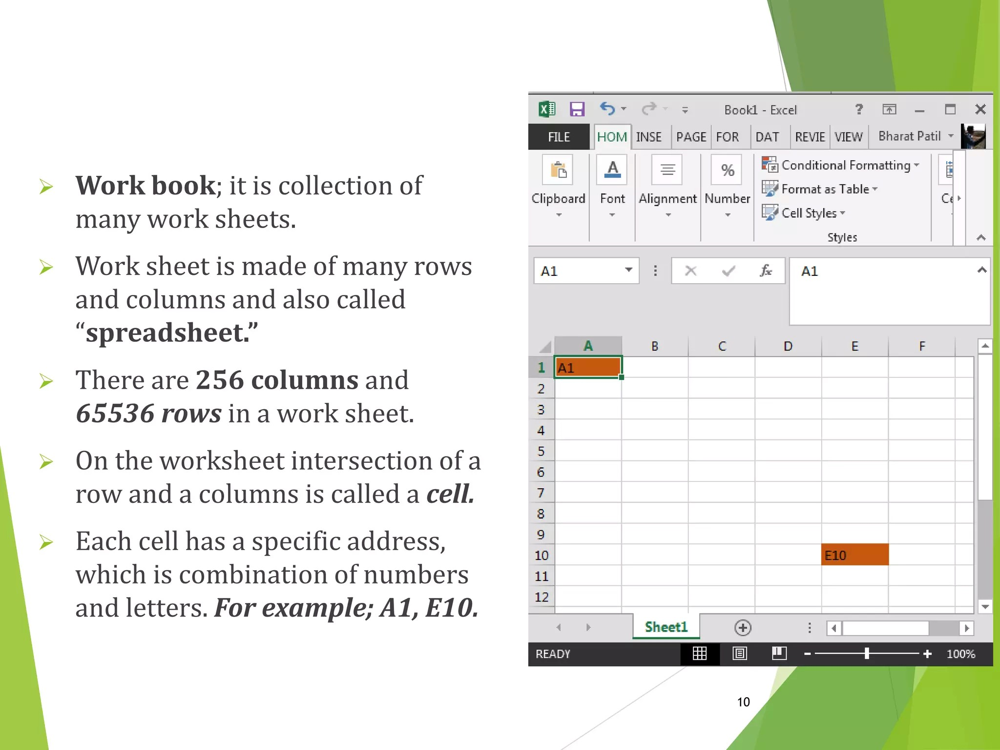 Work book; it is collection of
many work sheets.
Work sheet is made of many rows
and columns and also called
“spreadsheet.”
There are 256 columns and
65536 rows in a work sheet.
On the worksheet intersection of a
row and a columns is called a cell.
Each cell has a specific address,
which is combination of numbers
and letters. For example; A1, E10.
Book1 - Excel ?
FILE HOM INSE PAGE FOR DAT REVIE VIEW Bharat Patil
Conditional Formatting
Format as Table
Clipboard Font Alignment Number
Cell Styles
Styles
A1 fx A1
A B C D E F
1 A1
2
3
4
5
6
7
8
9
10 E10
11
12
Sheet1
READY 100%
10